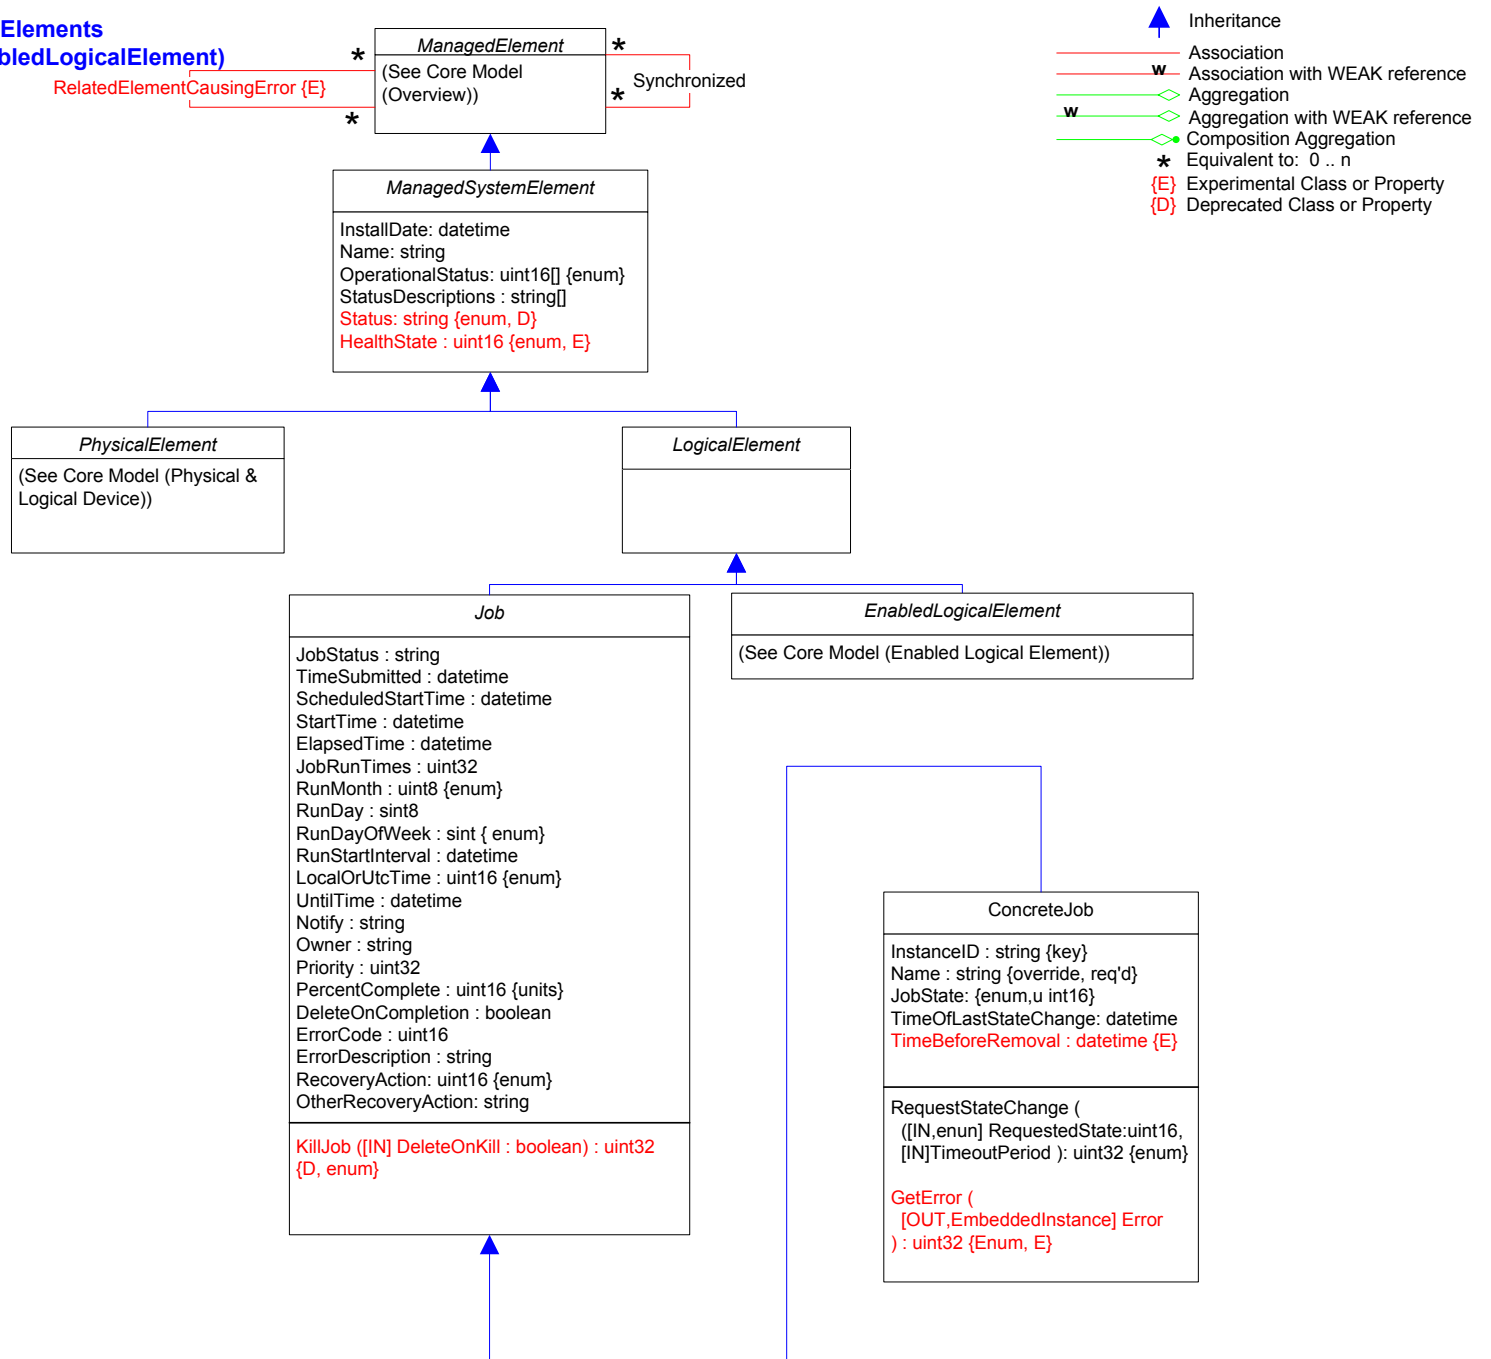 Elements
bledLogicalElement)
RelatedElementCausingError {E}
*
*
ManagedElement
(See Core Model
(Overview))
*
*
Synchronized
Inheritance
Association
w
Association with WEAK reference
Aggregation
w
Aggregation with WEAK reference
Composition Aggregation
* Equivalent to: 0 .. n
{E} Experimental Class or Property
{D} Deprecated Class or Property
ManagedSystemElement
InstallDate: datetime
Name: string
OperationalStatus: uint16[] {enum}
StatusDescriptions : string[]
Status: string {enum, D}
HealthState : uint16 {enum, E}
PhysicalElement
(See Core Model (Physical &
Logical Device))
LogicalElement
Job
JobStatus : string
TimeSubmitted : datetime
ScheduledStartTime : datetime
StartTime : datetime
ElapsedTime : datetime
JobRunTimes : uint32
RunMonth : uint8 {enum}
RunDay : sint8
RunDayOfWeek : sint { enum}
RunStartInterval : datetime
LocalOrUtcTime : uint16 {enum}
UntilTime : datetime
Notify : string
Owner : string
Priority : uint32
PercentComplete : uint16 {units}
DeleteOnCompletion : boolean
ErrorCode : uint16
ErrorDescription : string
RecoveryAction: uint16 {enum}
OtherRecoveryAction: string
KillJob ([IN] DeleteOnKill : boolean) : uint32
{D, enum}
EnabledLogicalElement
(See Core Model (Enabled Logical Element))
ConcreteJob
InstanceID : string {key}
Name : string {override, req'd}
JobState: {enum,u int16}
TimeOfLastStateChange: datetime
TimeBeforeRemoval : datetime {E}
RequestStateChange (
([IN,enun] RequestedState:uint16,
[IN]TimeoutPeriod ): uint32 {enum}
GetError (
[OUT,EmbeddedInstance] Error
) : uint32 {Enum, E}